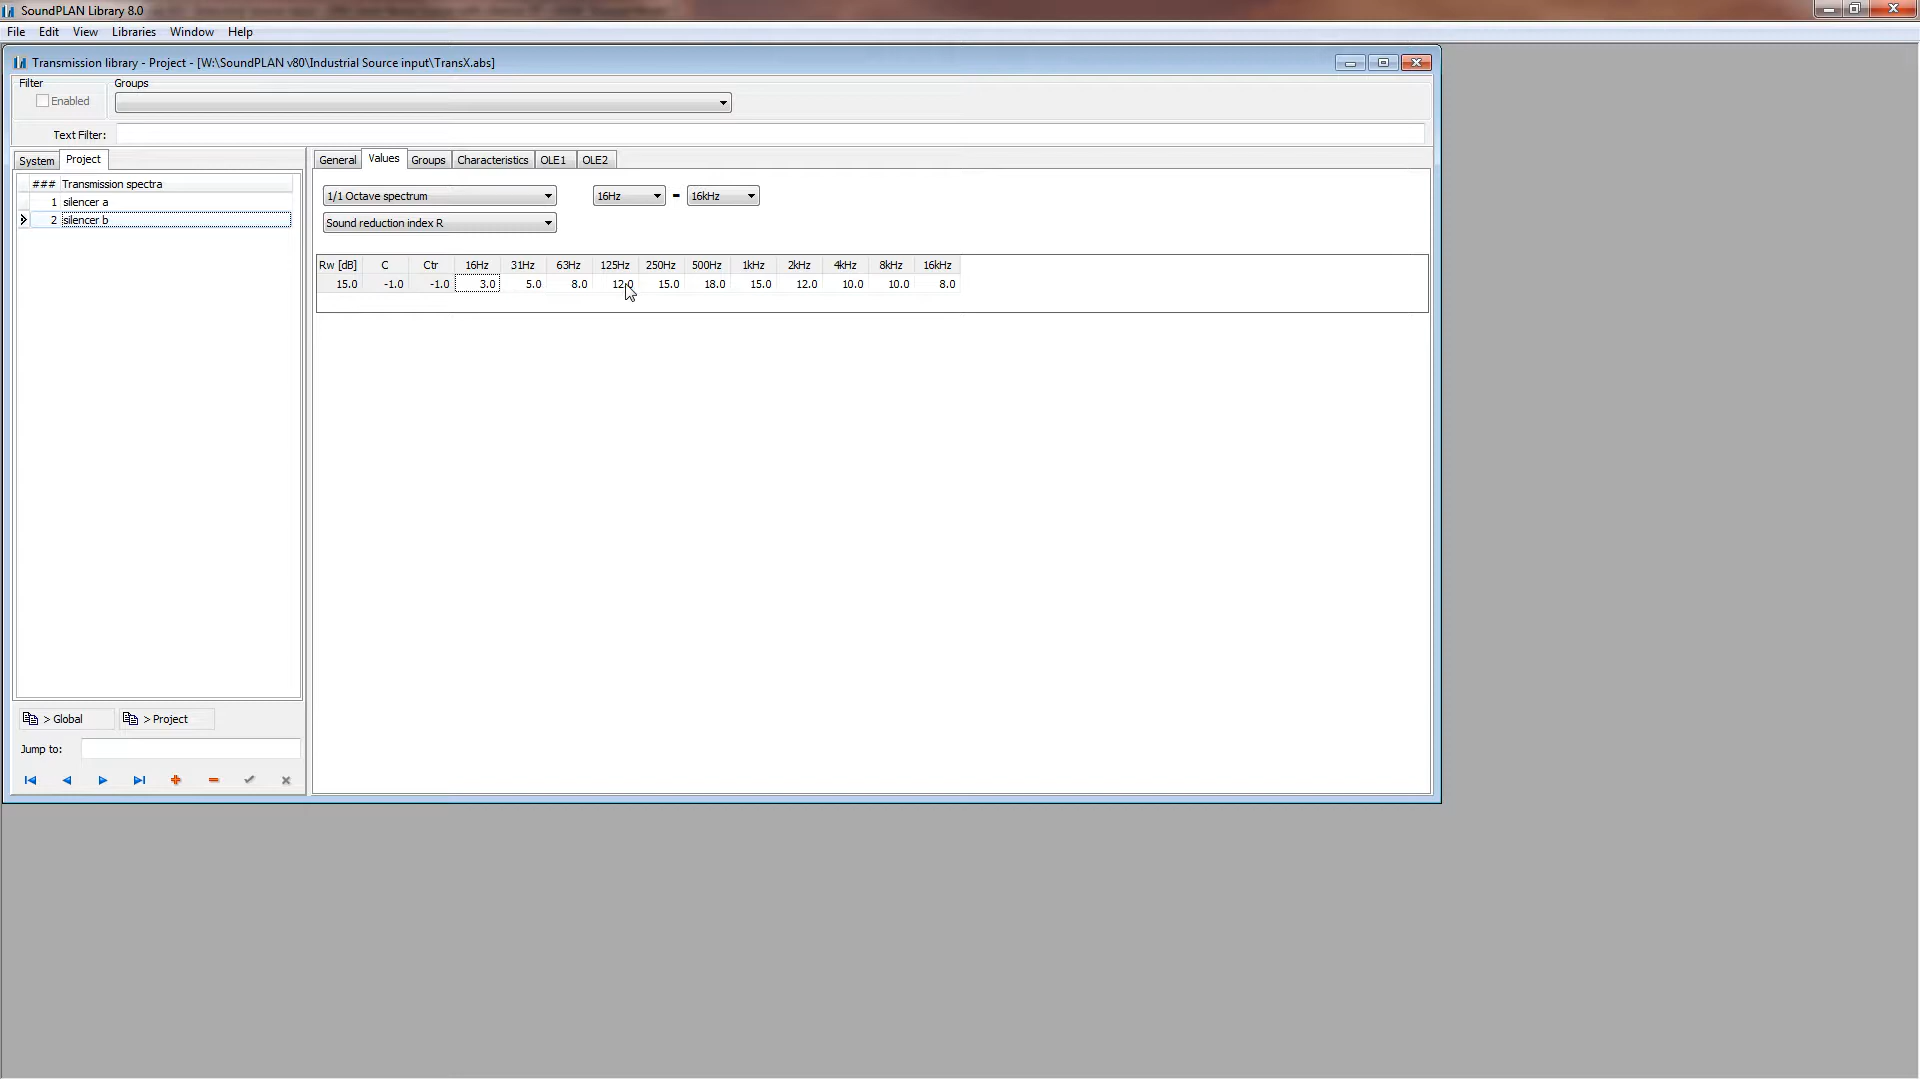 SoundPLAN Library 8.0
File Edit View Libraries Window Help
Transmission library - Project - [W:\SoundPLAN v80\Industrial Source input\TransX.abs]
Filter Groups
Enabled
Text Filter:
System Project General Values Groups Characteristics OLE1 OLE2
### Transmission spectra
1 silencer a
2 silencer b
1/1 Octave spectrum 16Hz - 16kHz
Sound reduction index R
Rw [dB] C Ctr 16Hz 31Hz 63Hz 125Hz 250Hz 500Hz 1kHz 2kHz 4kHz 8kHz 16kHz
15.0 -1.0 -1.0 3.0 5.0 8.0 12.0 15.0 18.0 15.0 12.0 10.0 10.0 8.0
> Global > Project
Jump to: